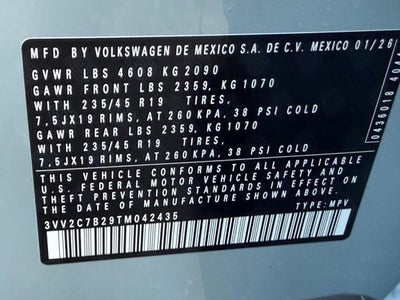 MFD BY VOLKSWAGEN DE MEXICO S.A. DE C.V. MEXICO 01/26
GVWR LBS 4608 KG 2090
GAWR FRONT LBS 2359, KG 1070
WITH 235/45 R19 TIRES,
7.5JX19 RIMS, AT 260 KPA, 38 PSI COLD
GAWR REAR LBS 2359, KG 1070
WITH 235/45 R19 TIRES,
7.5JX19 RIMS, AT 260 KPA, 38 PSI COLD
THIS VEHICLE CONFORMS TO ALL APPLICABLE
U.S. FEDERAL MOTOR VEHICLE SAFETY AND
THEFT PREVENTION STANDARDS IN EFFECT ON THE
DATE OF MANUFACTURE SHOWN ABOVE.
3VV2C7B29TM042435 TYPE: MPV
0436018 4044